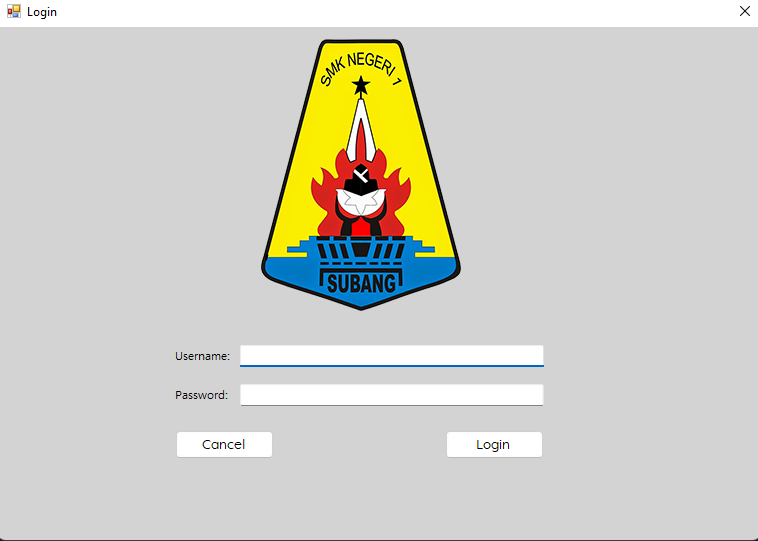 Login
SMK NEGERI 1
SUBANG
Username:
Password:
Cancel
Login